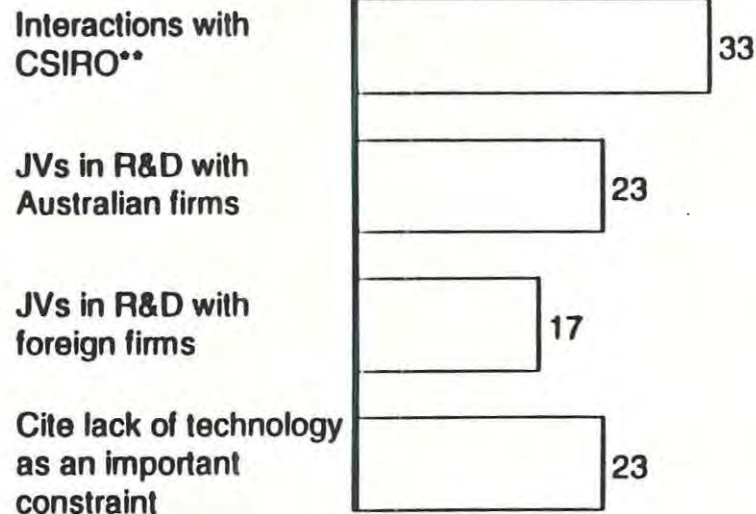 Interactions with
CSIRO**
33
JVs in R&D with
Australian firms
23
JVs in R&D with
foreign firms
17
Cite lack of technology
as an important
constraint
23